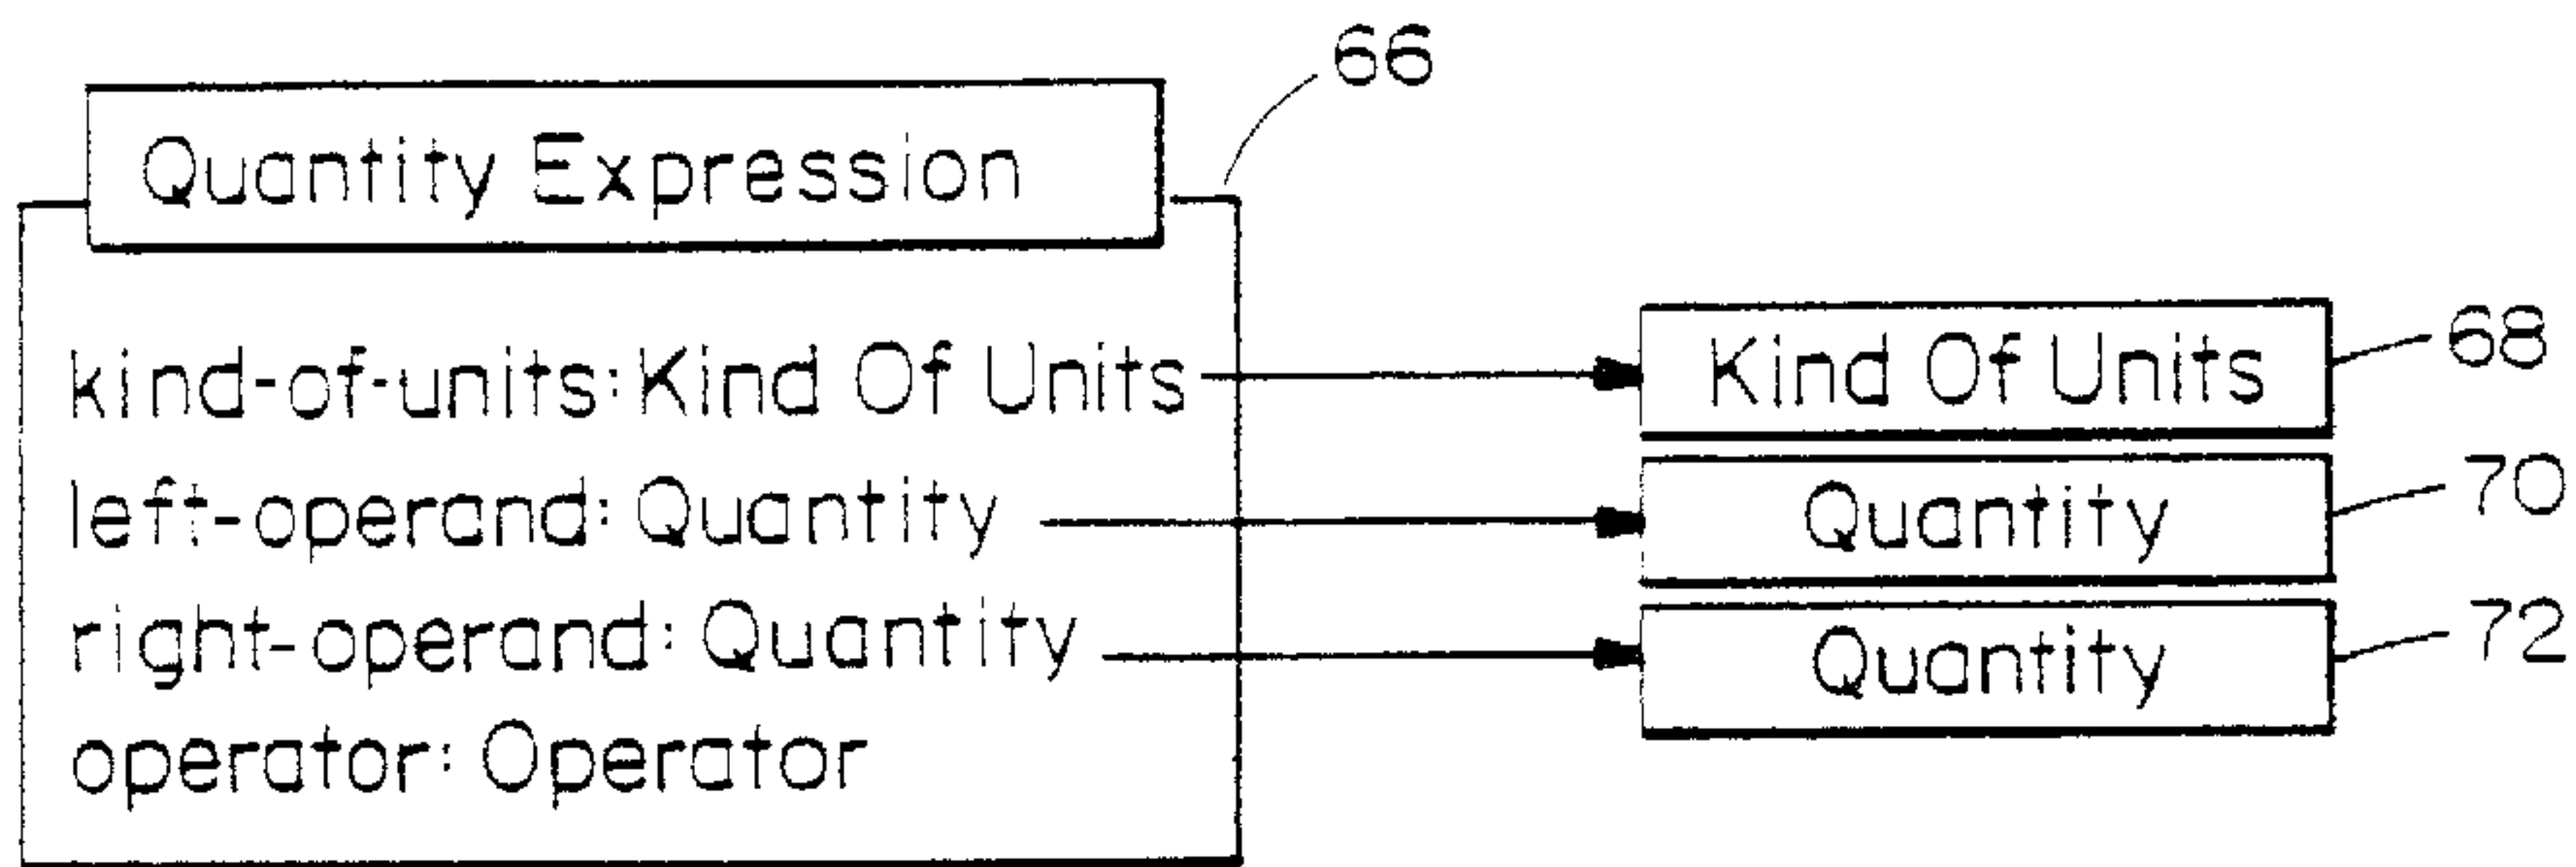 66
Quantity Expression
kind-of-units: Kind Of Units
Kind Of Units
68
left-operand: Quantity
Quantity
70
right-operand: Quantity
Quantity
72
operator: Operator